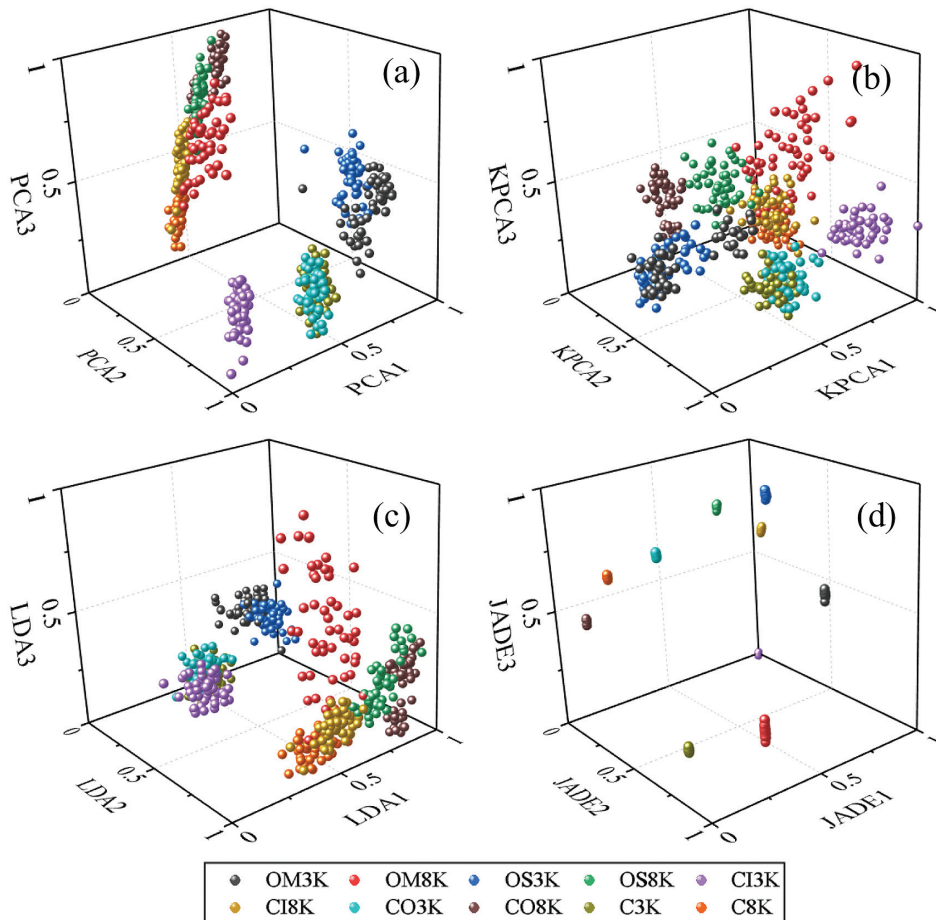 (a)
1
0.5
0
PCA3
PCA2
0.5
1
0
PCA1
0.5
1
(b)
1
0.5
0
KPCA3
KPCA2
0.5
1
0
KPCA1
0.5
1
(c)
1
0.5
0
LDA3
LDA2
0.5
1
0
LDA1
0.5
1
(d)
1
0.5
0
JADE3
JADE2
0.5
1
0
JADE1
0.5
1
OM3K OM8K OS3K OS8K CI3K
CI8K CO3K CO8K C3K C8K